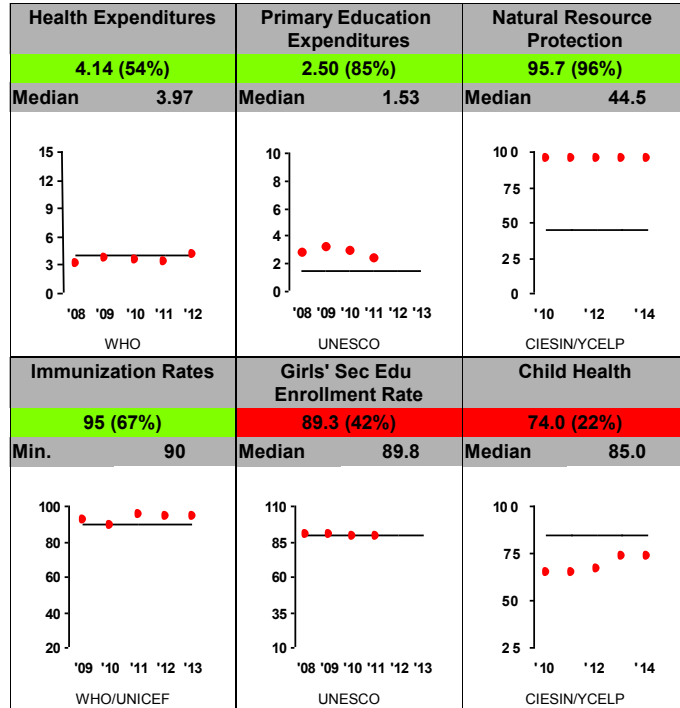 Health Expenditures
4.14 (54%)
Median 3.97
15
12
9
6
3
0
'08 '09 '10 '11 '12
WHO
Primary Education
Expenditures
2.50 (85%)
Median 1.53
10
8
6
4
2
0
'08 '09 '10 '11 '12 '13
UNESCO
Natural Resource
Protection
95.7 (96%)
Median 44.5
100
75
50
25
0
'10 '12 '14
CIESIN/YCELP
Immunization Rates
95 (67%)
Min. 90
100
80
60
40
20
'09 '10 '11 '12 '13
WHO/UNICEF
Girls' Sec Edu
Enrollment Rate
89.3 (42%)
Median 89.8
110
85
60
35
10
'08 '09 '10 '11 '12 '13
UNESCO
Child Health
74.0 (22%)
Median 85.0
100
75
50
25
'10 '12 '14
CIESIN/YCELP